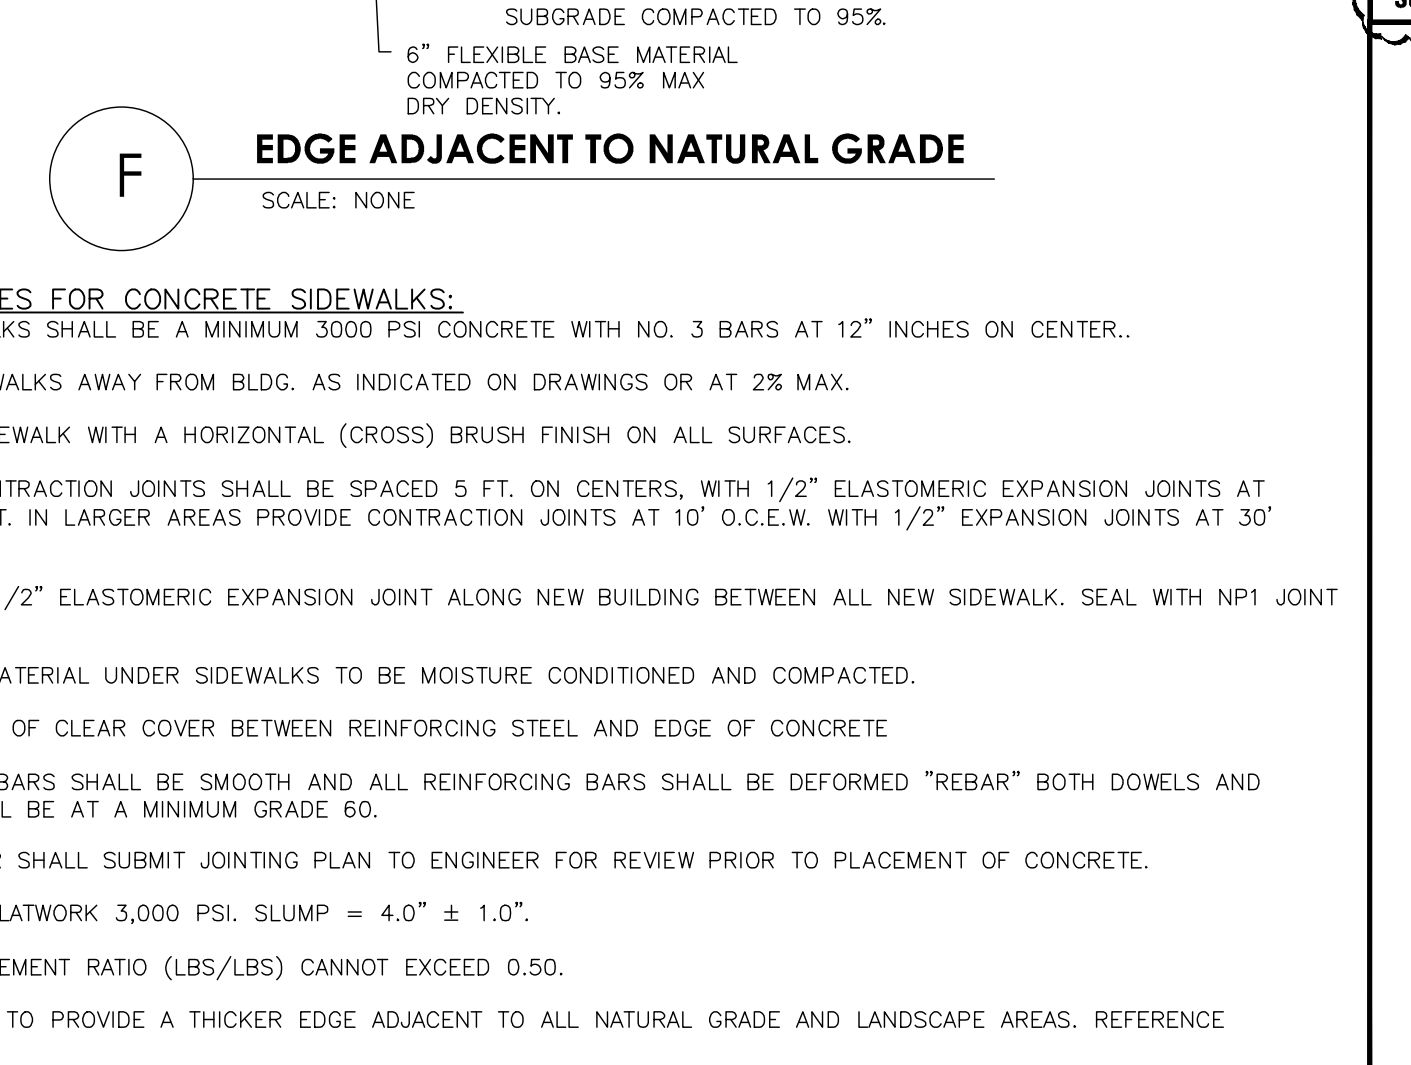 SUBGRADE COMPACTED TO 95%.
6” FLEXIBLE BASE MATERIAL
COMPACTED TO 95% MAX
DRY DENSITY.
F
EDGE ADJACENT TO NATURAL GRADE
SCALE: NONE
ES FOR CONCRETE SIDEWALKS:
KS SHALL BE A MINIMUM 3000 PSI CONCRETE WITH NO. 3 BARS AT 12” INCHES ON CENTER..
WALKS AWAY FROM BLDG. AS INDICATED ON DRAWINGS OR AT 2% MAX.
EWALK WITH A HORIZONTAL (CROSS) BRUSH FINISH ON ALL SURFACES.
NTRACTION JOINTS SHALL BE SPACED 5 FT. ON CENTERS, WITH 1/2” ELASTOMERIC EXPANSION JOINTS AT
T. IN LARGER AREAS PROVIDE CONTRACTION JOINTS AT 10’ O.C.E.W. WITH 1/2” EXPANSION JOINTS AT 30’
/2” ELASTOMERIC EXPANSION JOINT ALONG NEW BUILDING BETWEEN ALL NEW SIDEWALK. SEAL WITH NP1 JOINT
ATERIAL UNDER SIDEWALKS TO BE MOISTURE CONDITIONED AND COMPACTED.
OF CLEAR COVER BETWEEN REINFORCING STEEL AND EDGE OF CONCRETE
BARS SHALL BE SMOOTH AND ALL REINFORCING BARS SHALL BE DEFORMED ”REBAR” BOTH DOWELS AND
L BE AT A MINIMUM GRADE 60.
R SHALL SUBMIT JOINTING PLAN TO ENGINEER FOR REVIEW PRIOR TO PLACEMENT OF CONCRETE.
LATWORK 3,000 PSI. SLUMP = 4.0” ± 1.0”.
EMENT RATIO (LBS/LBS) CANNOT EXCEED 0.50.
TO PROVIDE A THICKER EDGE ADJACENT TO ALL NATURAL GRADE AND LANDSCAPE AREAS. REFERENCE